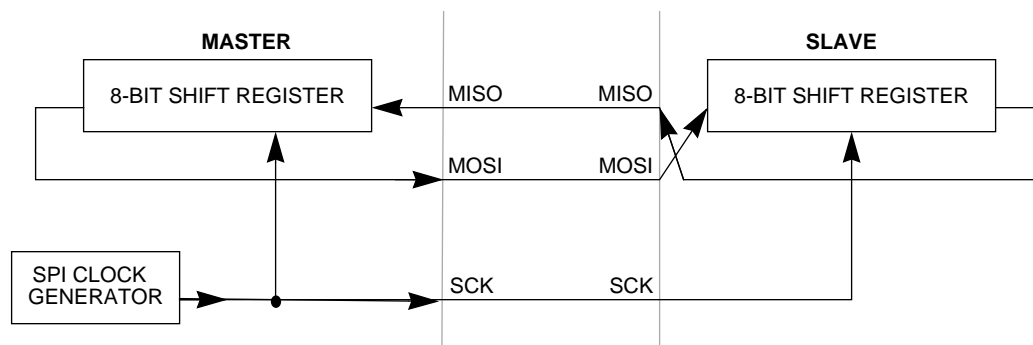 MASTER
SLAVE
8-BIT SHIFT REGISTER
MISO
MISO
8-BIT SHIFT REGISTER
MOSI
MOSI
SPI CLOCK
GENERATOR
SCK
SCK